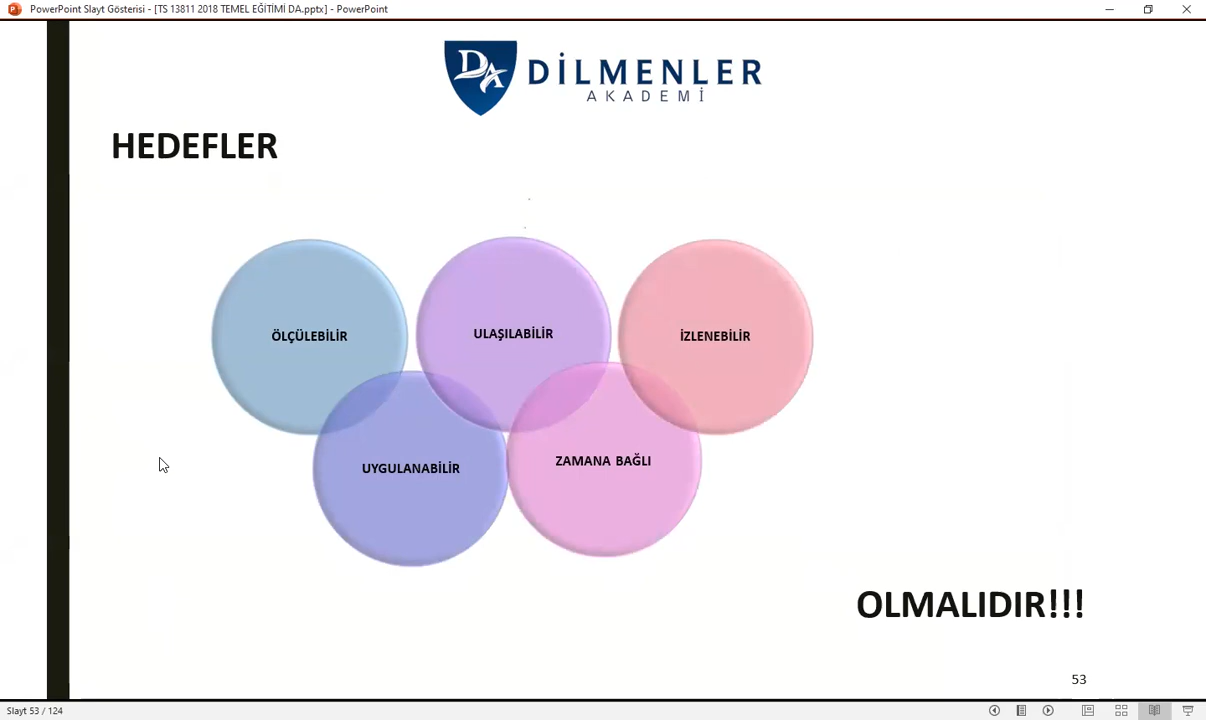 PowerPoint Slayt Gösterisi - [TS 13811 2018 TEMEL EĞİTİMİ DA.pptx] - PowerPoint
DA
DİLMENLER
AKADEMİ
HEDEFLER
ÖLÇÜLEBİLİR
ULAŞILABİLİR
İZLENEBİLİR
UYGULANABİLİR
ZAMANA BAĞLI
OLMALIDIR!!!
53
Slayt 53 / 124